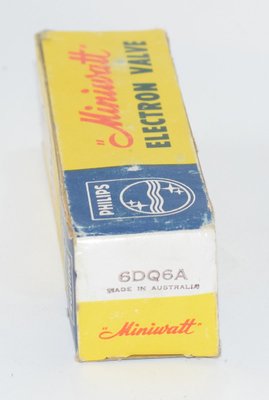 "Miniwatt"
ELECTRON VALVE
PHILIPS
6DQ6A
MADE IN AUSTRALIA
"Miniwatt"